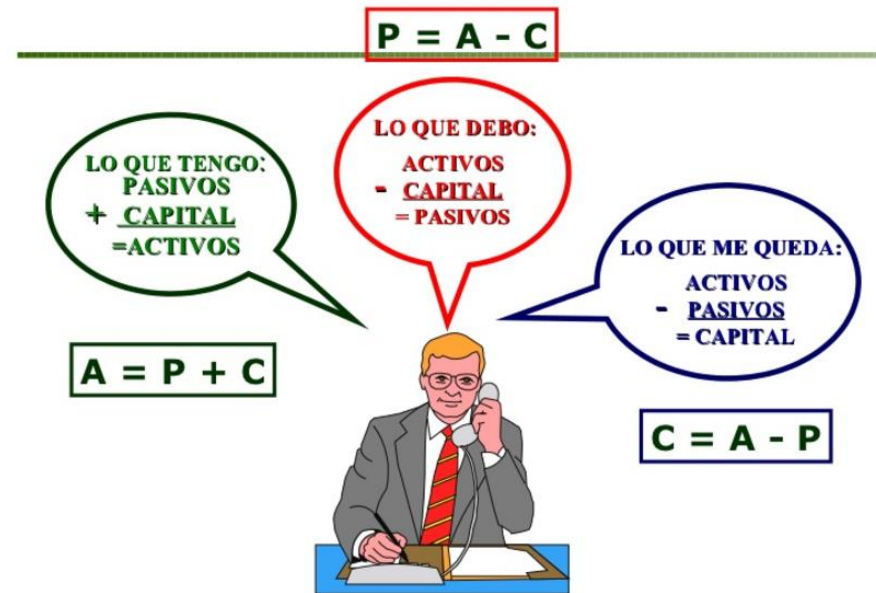 P = A - C
LO QUE TENGO:
PASIVOS
+ CAPITAL
=ACTIVOS
A = P + C
LO QUE DEBO:
ACTIVOS
- CAPITAL
= PASIVOS
LO QUE ME QUEDA:
ACTIVOS
- PASIVOS
= CAPITAL
C = A - P